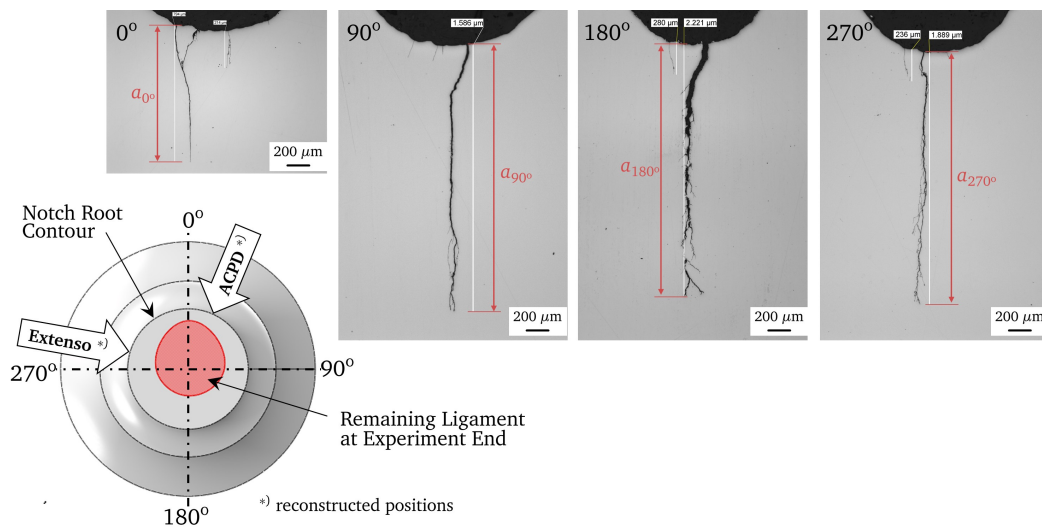 0°
a0°
200 μm
90°
1.586 μm
a90°
200 μm
180°
280 μm
2.221 μm
a180°
200 μm
270°
236 μm
1.889 μm
a270°
200 μm
Notch Root
Contour
0°
ACPD *)
Extenso *)
270°
90°
180°
Remaining Ligament
at Experiment End
*) reconstructed positions